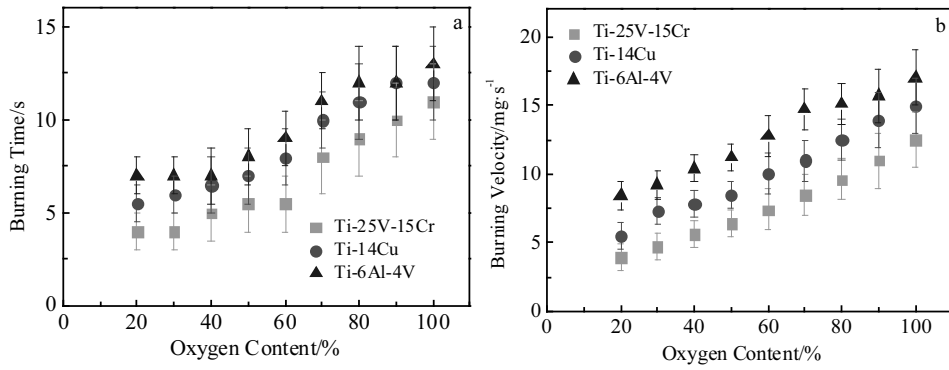 a
15
10
5
0
Burning Time/s
Ti-25V-15Cr
Ti-14Cu
Ti-6Al-4V
0 20 40 60 80 100
Oxygen Content/%
b
20
15
10
5
0
Burning Velocity/mg·s⁻¹
Ti-25V-15Cr
Ti-14Cu
Ti-6Al-4V
0 20 40 60 80 100
Oxygen Content/%